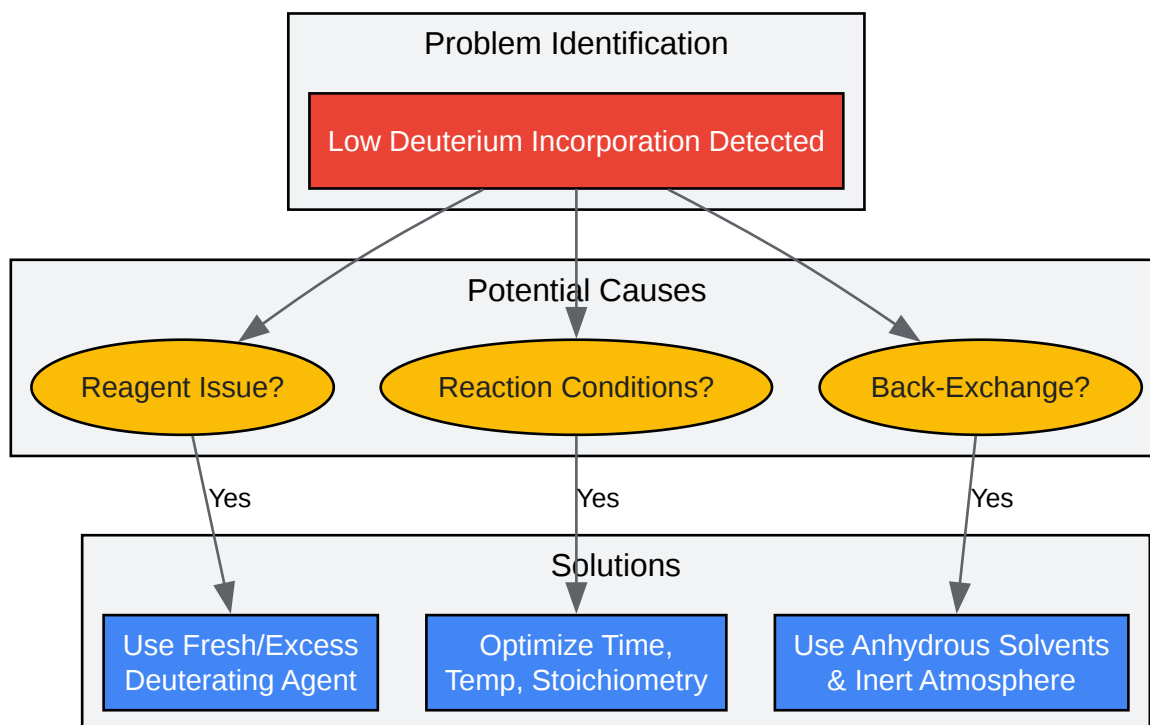 Problem Identification
Low Deuterium Incorporation Detected
Potential Causes
Reagent Issue?
Reaction Conditions?
Back-Exchange?
Yes
Yes
Yes
Solutions
Use Fresh/Excess
Deuterating Agent
Optimize Time,
Temp, Stoichiometry
Use Anhydrous Solvents
& Inert Atmosphere